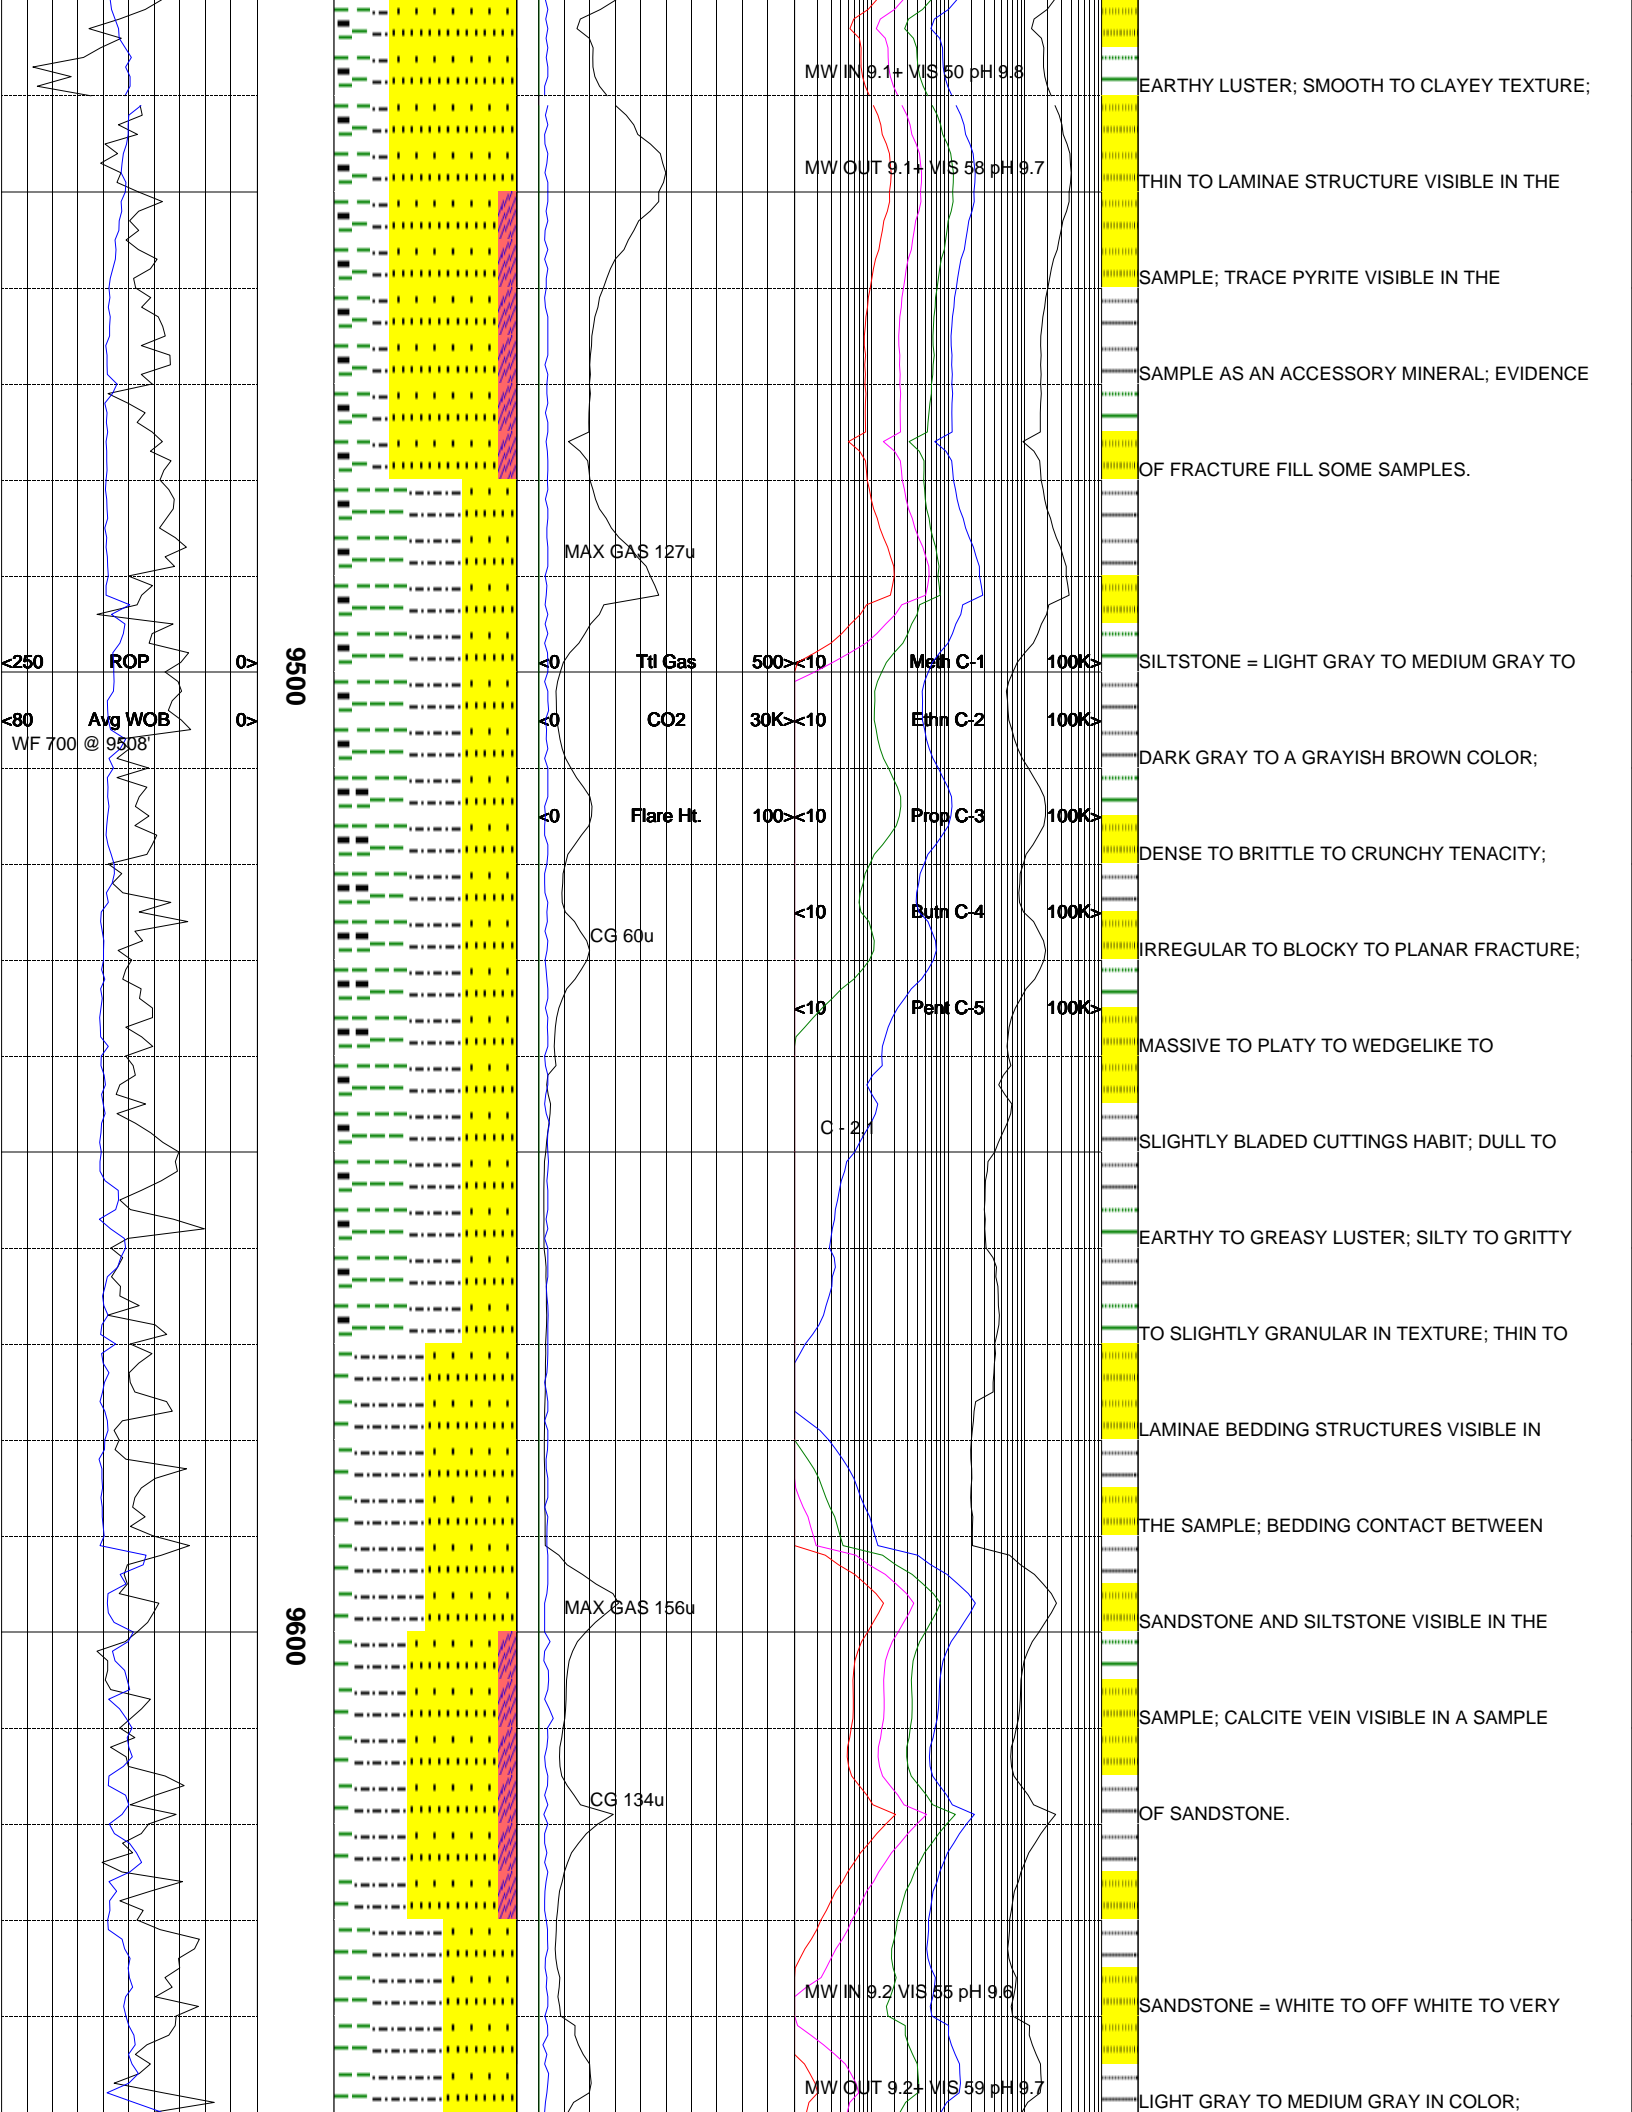 MW IN 9.1+ VIS 50 pH 9.8
EARTHY LUSTER; SMOOTH TO CLAYEY TEXTURE;
MW OUT 9.1+ VIS 58 pH 9.7
THIN TO LAMINAE STRUCTURE VISIBLE IN THE
SAMPLE; TRACE PYRITE VISIBLE IN THE
SAMPLE AS AN ACCESSORY MINERAL; EVIDENCE
OF FRACTURE FILL SOME SAMPLES.
MAX GAS 127u
9500
<250 ROP 0> <0 Ttl Gas 500> <10 Meth C-1 100K>
SILTSTONE = LIGHT GRAY TO MEDIUM GRAY TO
<80 Avg WOB 0> <0 CO2 30K> <10 Ethn C-2 100K>
WF 700 @ 9508'
DARK GRAY TO A GRAYISH BROWN COLOR;
<0 Flare Ht. 100> <10 Prop C-3 100K>
DENSE TO BRITTLE TO CRUNCHY TENACITY;
<10 Butn C-4 100K>
CG 60u
IRREGULAR TO BLOCKY TO PLANAR FRACTURE;
<10 Pent C-5 100K>
MASSIVE TO PLATY TO WEDGELIKE TO
C - 2.1
SLIGHTLY BLADED CUTTINGS HABIT; DULL TO
EARTHY TO GREASY LUSTER; SILTY TO GRITTY
TO SLIGHTLY GRANULAR IN TEXTURE; THIN TO
LAMINAE BEDDING STRUCTURES VISIBLE IN
THE SAMPLE; BEDDING CONTACT BETWEEN
MAX GAS 156u
SANDSTONE AND SILTSTONE VISIBLE IN THE
9600
SAMPLE; CALCITE VEIN VISIBLE IN A SAMPLE
CG 134u
OF SANDSTONE.
MW IN 9.2 VIS 55 pH 9.6
SANDSTONE = WHITE TO OFF WHITE TO VERY
MW OUT 9.2+ VIS 59 pH 9.7
LIGHT GRAY TO MEDIUM GRAY IN COLOR;